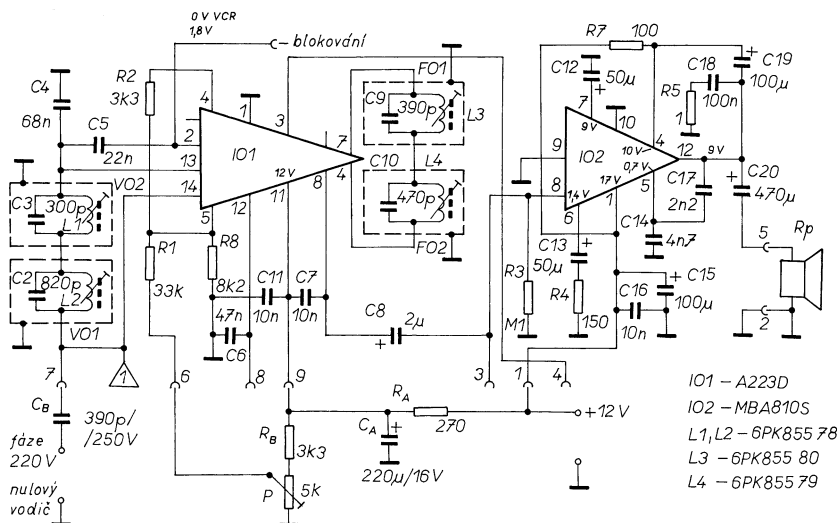 0 V VCR
1,8V
blokování
C4
68n
R2
3k3
C5
22n
4
1
3
2
13
14
IO1
12V
11
8
7
4
5
12
FO1
C9
390p
L3
C10
L4
470p
FO2
VO2
C3
300p
L1
C2
820p
L2
VO1
R1
33k
R8
8k2
C11
10n
C7
10n
47n
C6
C8
2µ
R7
100
C12
50µ
7
9V
10
9
IO2
10V
4
0,7V
12
9V
8
1,4V
17V
6
1
5
C17
2n2
C18
100n
R5
1
C19
100µ
C20
470µ
C13
50µ
C14
4n7
R3
M1
R4
150
C16
10n
C15
100µ
5
Rp
2
7
1
6
8
9
3
1
4
CB
390p/
/250V
fáze
220V
nulový
vodič
RB
3k3
P
5k
RA
270
CA
220µ/16V
+12V
IO1 – A223D
IO2 – MBA810S
L1,L2 – 6PK855 78
L3 – 6PK855 80
L4 – 6PK855 79